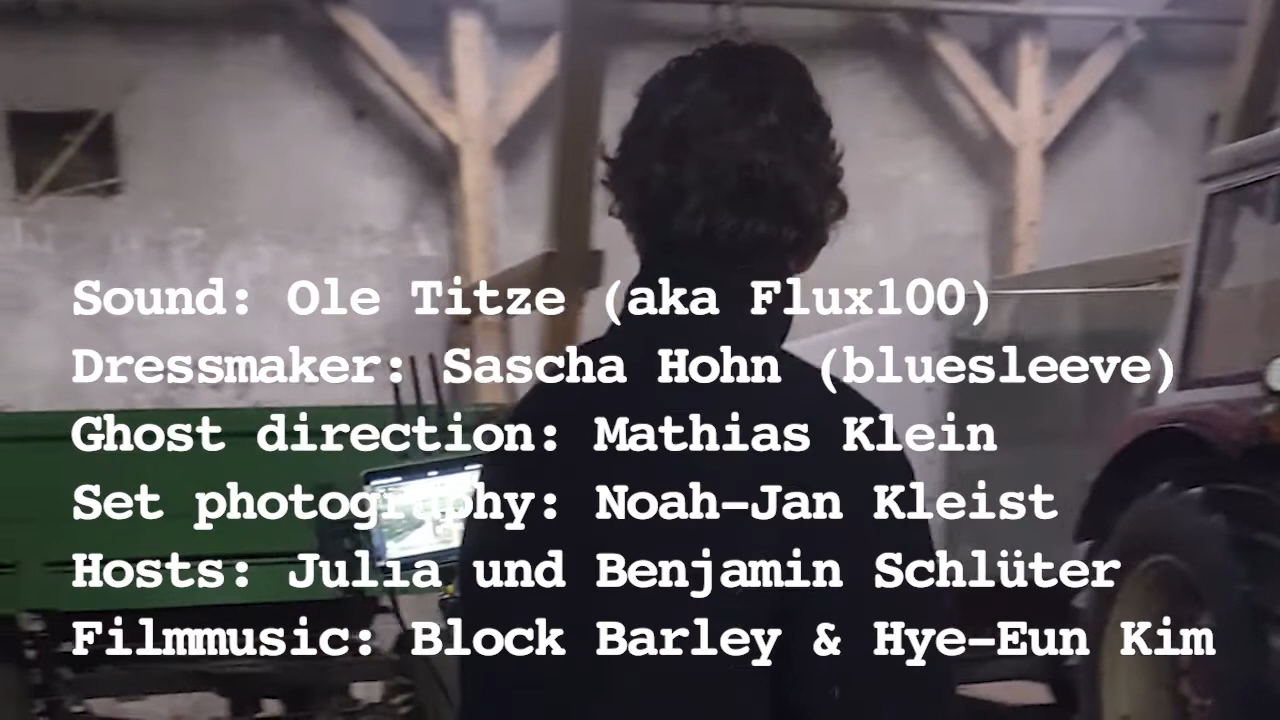 Sound: Ole Titze (aka Flux100)
Dressmaker: Sascha Hohn (bluesleeve)
Ghost direction: Mathias Klein
Set photography: Noah-Jan Kleist
Hosts: Julia und Benjamin Schlüter
Filmmusic: Block Barley & Hye-Eun Kim